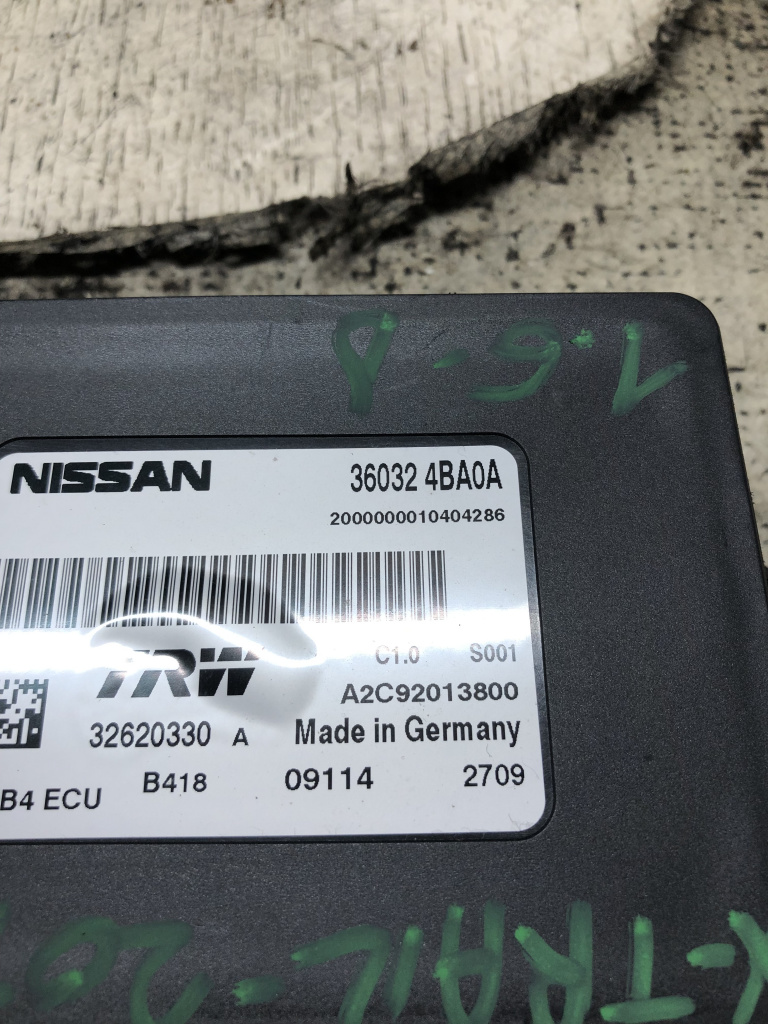 1.6-D
NISSAN 36032 4BA0A
2000000010404286
TRW C1.0 S001
A2C92013800
32620330 A Made in Germany
B4 ECU B418 09114 2709
X-TRAIL-20